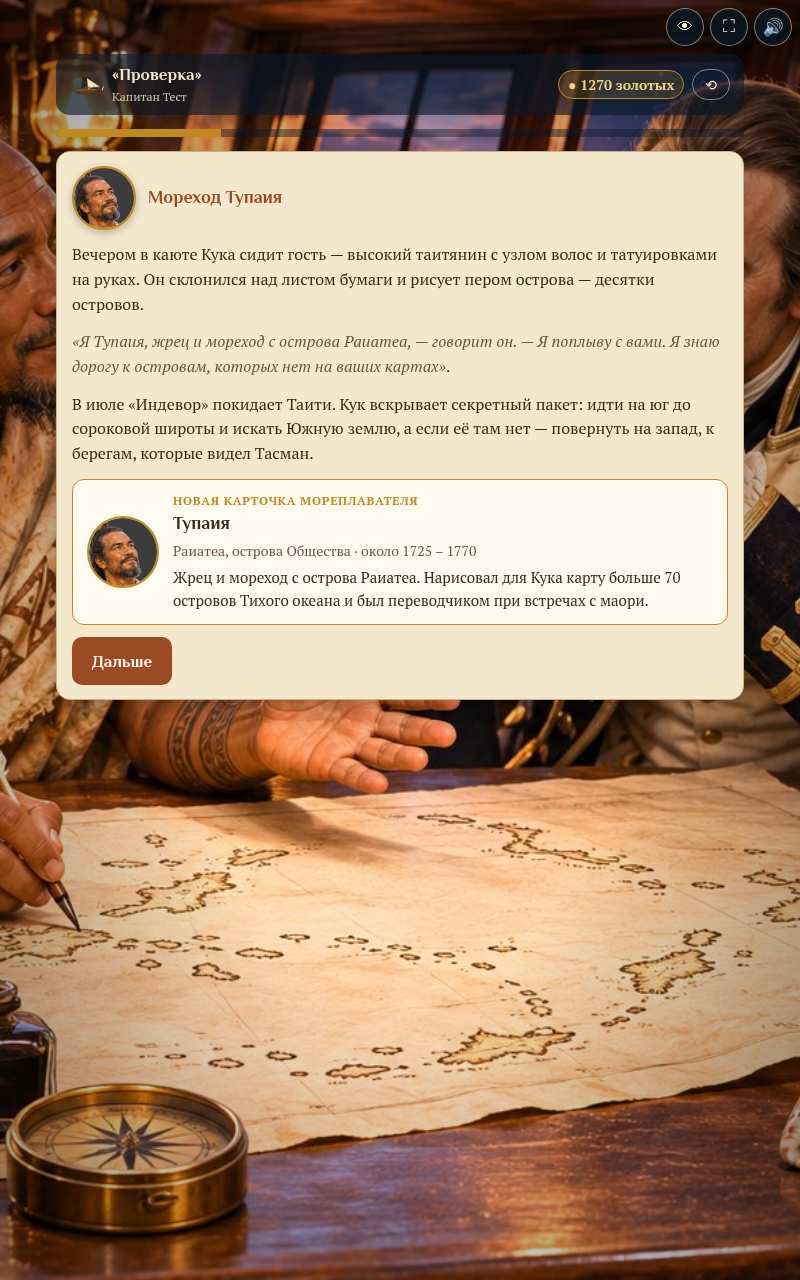 «Проверка»
Капитан Тест
● 1270 золотых
Мореход Тупаия
Вечером в каюте Кука сидит гость — высокий таитянин с узлом волос и татуировками
на руках. Он склонился над листом бумаги и рисует пером острова — десятки
островов.
«Я Тупаия, жрец и мореход с острова Раиатеа, — говорит он. — Я поплыву с вами. Я знаю
дорогу к островам, которых нет на ваших картах».
В июле «Индевор» покидает Таити. Кук вскрывает секретный пакет: идти на юг до
сороковой широты и искать Южную землю, а если её там нет — повернуть на запад, к
берегам, которые видел Тасман.
НОВАЯ КАРТОЧКА МОРЕПЛАВАТЕЛЯ
Тупаия
Раиатеа, острова Общества · около 1725 – 1770
Жрец и мореход с острова Раиатеа. Нарисовал для Кука карту больше 70
островов Тихого океана и был переводчиком при встречах с маори.
Дальше